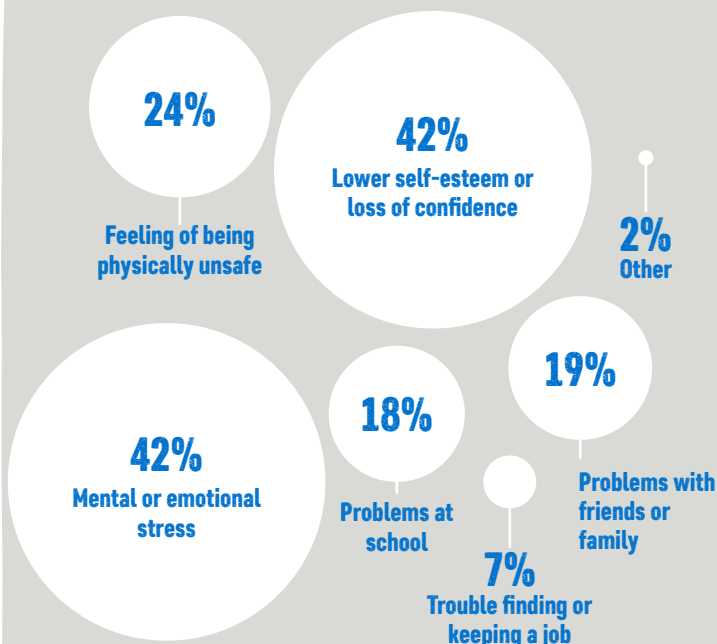 24%
Feeling of being
physically unsafe
42%
Lower self-esteem or
loss of confidence
2%
Other
42%
Mental or emotional
stress
18%
Problems at
school
19%
Problems with
friends or
family
7%
Trouble finding or
keeping a job